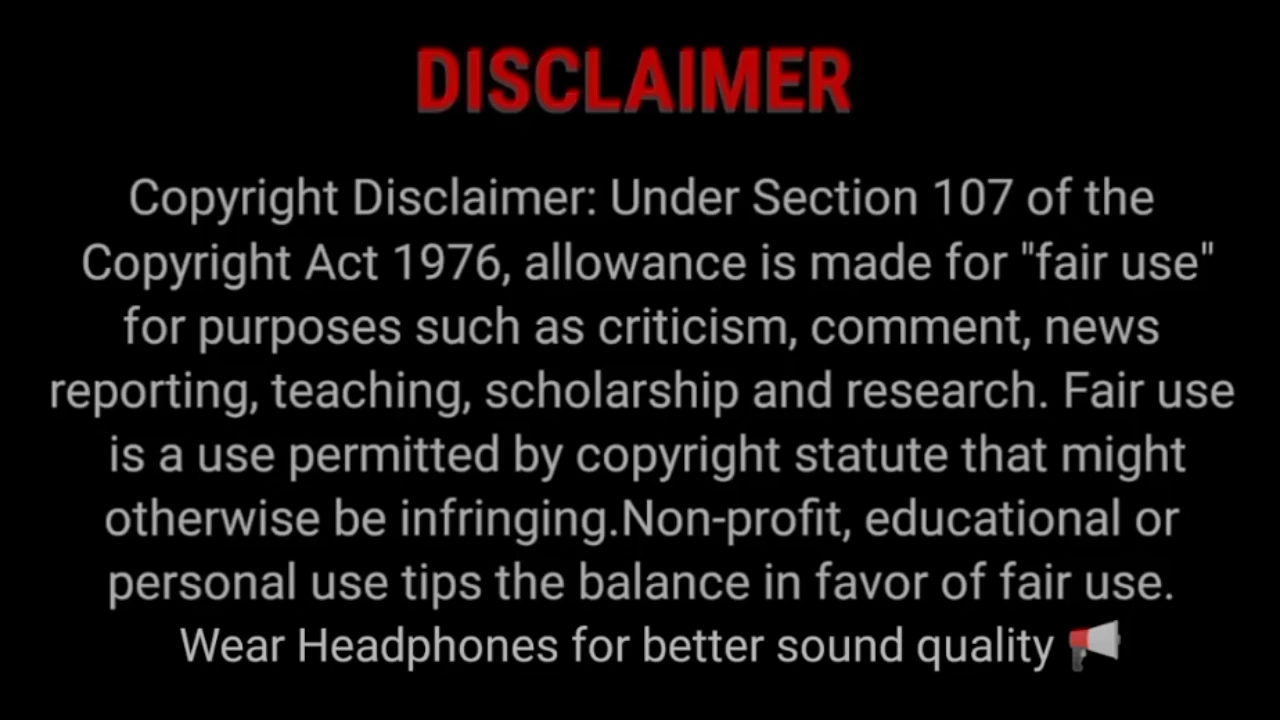 DISCLAIMER
Copyright Disclaimer: Under Section 107 of the
Copyright Act 1976, allowance is made for "fair use"
for purposes such as criticism, comment, news
reporting, teaching, scholarship and research. Fair use
is a use permitted by copyright statute that might
otherwise be infringing.Non-profit, educational or
personal use tips the balance in favor of fair use.
Wear Headphones for better sound quality 📢